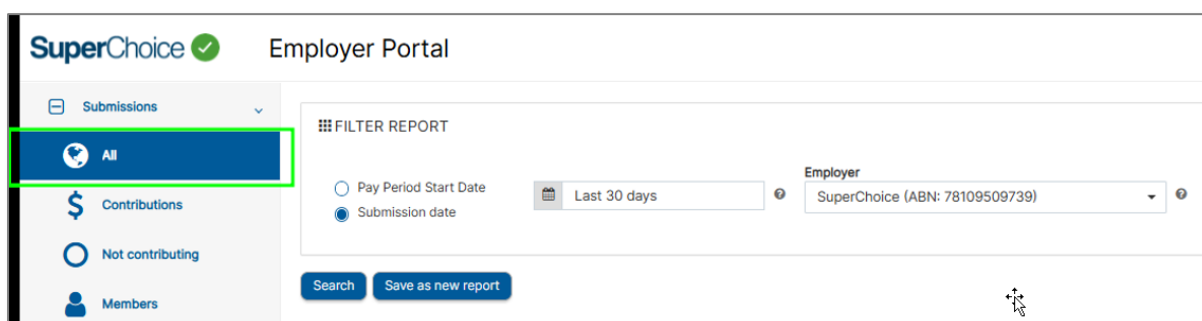 SuperChoice Employer Portal
Submissions
All
Contributions
Not contributing
Members
FILTER REPORT
Pay Period Start Date
Submission date
Last 30 days
Employer
SuperChoice (ABN: 78109509739)
Search Save as new report